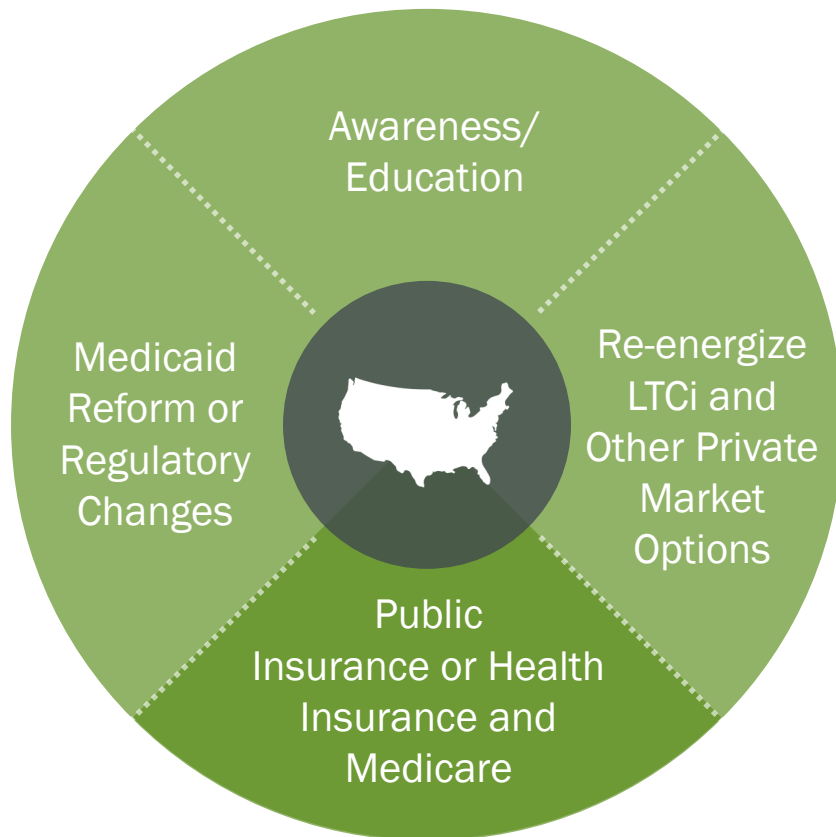 Awareness/
Education
Medicaid
Reform or
Regulatory
Changes
Re-energize
LTCi and
Other Private
Market
Options
Public
Insurance or Health
Insurance and
Medicare